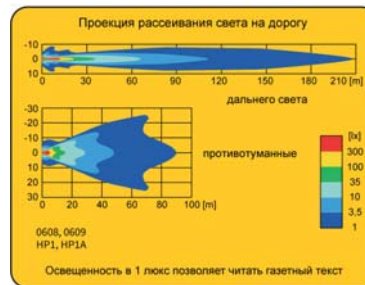 Проекция рассеивания света на дорогу
-10
0
10
0 30 60 90 120 150 180 210 [m]
дальнего света
-30
-20
-10
0
10
20
30
0 20 40 60 80 100 [m]
противотуманные
[lx]
300
100
35
10
3,5
1
0608, 0609
HP1, HP1A
Освещенность в 1 люкс позволяет читать газетный текст